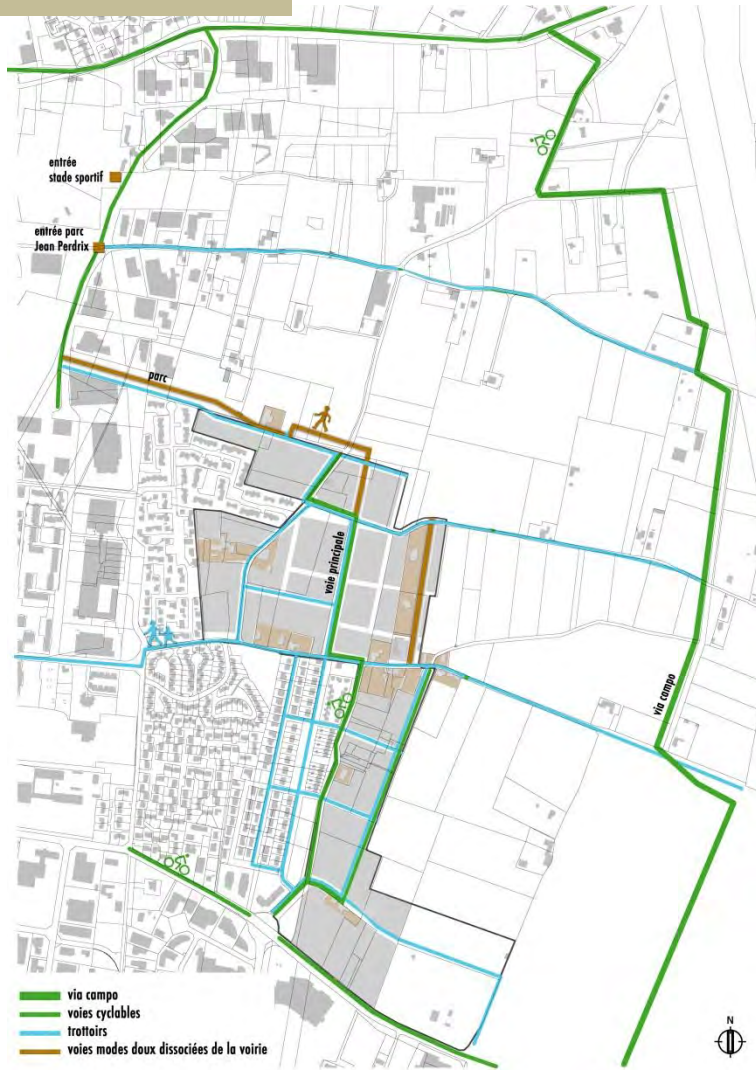 entrée
stade sportif
entrée parc
Jean Perdrix
parc
voie principale
via campo
via campo
voies cyclables
trottoirs
voies modes doux dissociées de la voirie
N